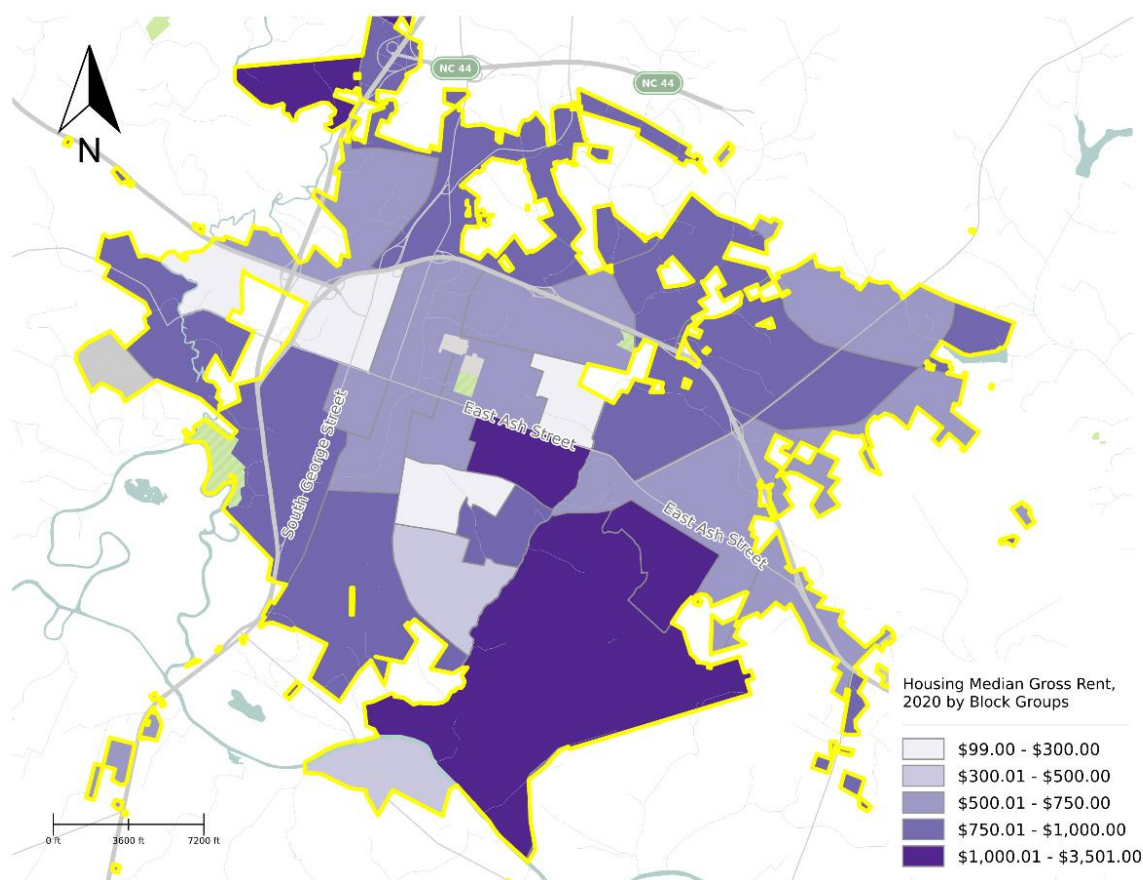 NC 44
NC 44
N
East Ash Street
South George Street
East Ash Street
Housing Median Gross Rent,
2020 by Block Groups
$99.00 - $300.00
$300.01 - $500.00
$500.01 - $750.00
$750.01 - $1,000.00
$1,000.01 - $3,501.00
0 ft 3600 ft 7200 ft